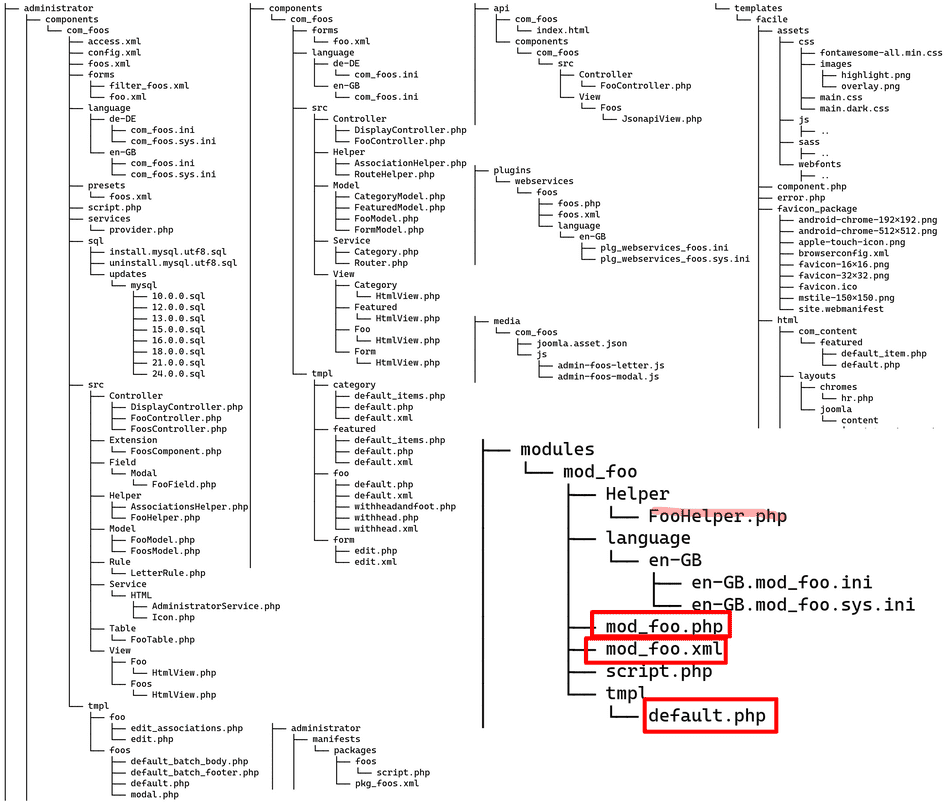 administrator
components
com_foos
access.xml
config.xml
foos.xml
forms
filter_foos.xml
foo.xml
language
de-DE
com_foos.ini
com_foos.sys.ini
en-GB
com_foos.ini
com_foos.sys.ini
presets
foos.xml
script.php
services
provider.php
sql
install.mysql.utf8.sql
uninstall.mysql.utf8.sql
updates
mysql
10.0.0.sql
12.0.0.sql
13.0.0.sql
15.0.0.sql
16.0.0.sql
18.0.0.sql
21.0.0.sql
24.0.0.sql
src
Controller
DisplayController.php
FooController.php
FoosController.php
Extension
FoosComponent.php
Field
Modal
FooField.php
Helper
AssociationsHelper.php
FooHelper.php
Model
FooModel.php
FoosModel.php
Rule
LetterRule.php
Service
HTML
AdministratorService.php
Icon.php
Table
FooTable.php
View
Foo
HtmlView.php
Foos
HtmlView.php
tmpl
foo
edit_associations.php
edit.php
foos
default_batch_body.php
default_batch_footer.php
default.php
modal.php
components
com_foos
forms
foo.xml
language
de-DE
com_foos.ini
en-GB
com_foos.ini
src
Controller
DisplayController.php
FooController.php
Helper
AssociationHelper.php
RouteHelper.php
Model
CategoryModel.php
FeaturedModel.php
FooModel.php
FormModel.php
Service
Category.php
Router.php
View
Category
HtmlView.php
Featured
HtmlView.php
Foo
HtmlView.php
Form
HtmlView.php
tmpl
category
default_items.php
default.php
default.xml
featured
default_items.php
default.php
default.xml
foo
default.php
default.xml
withheadandfoot.php
withhead.php
withhead.xml
form
edit.php
edit.xml
administrator
manifests
packages
foos
script.php
pkg_foos.xml
api
com_foos
index.html
components
com_foos
src
Controller
FooController.php
View
Foos
JsonapiView.php
plugins
webservices
foos
foos.php
foos.xml
language
en-GB
plg_webservices_foos.ini
plg_webservices_foos.sys.ini
media
com_foos
joomla.asset.json
js
admin-foos-letter.js
admin-foos-modal.js
templates
facile
assets
css
fontawesome-all.min.css
images
highlight.png
overlay.png
main.css
main.dark.css
js
..
sass
..
webfonts
..
component.php
error.php
favicon_package
android-chrome-192×192.png
android-chrome-512×512.png
apple-touch-icon.png
browserconfig.xml
favicon-16×16.png
favicon-32×32.png
favicon.ico
mstile-150×150.png
site.webmanifest
html
com_content
featured
default_item.php
default.php
layouts
chromes
hr.php
joomla
content
modules
mod_foo
Helper
FooHelper.php
language
en-GB
en-GB.mod_foo.ini
en-GB.mod_foo.sys.ini
mod_foo.php
mod_foo.xml
script.php
tmpl
default.php